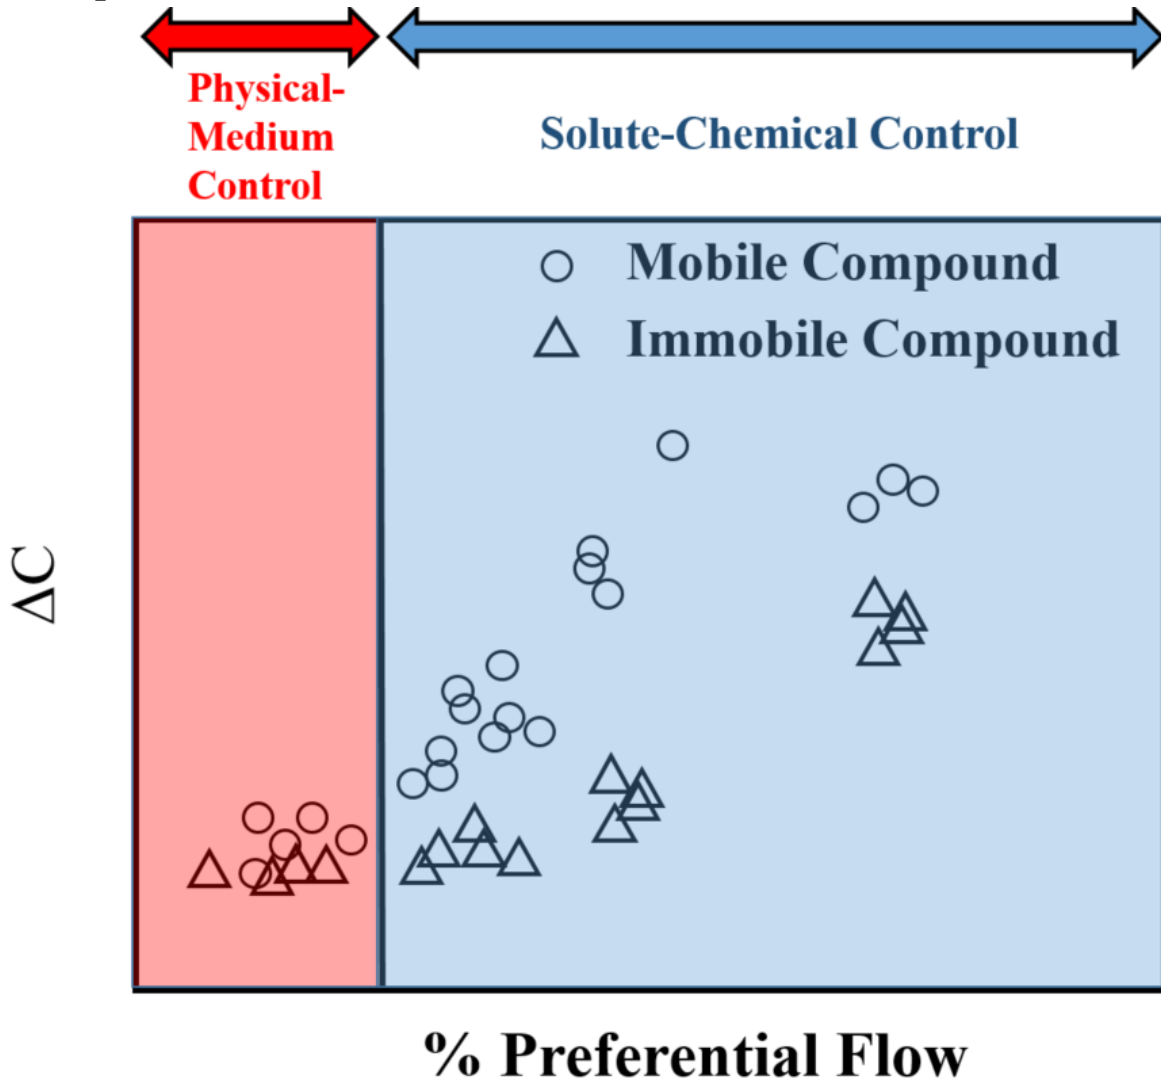 Physical-
Medium
Control
Solute-Chemical Control
Mobile Compound
Immobile Compound
ΔC
% Preferential Flow